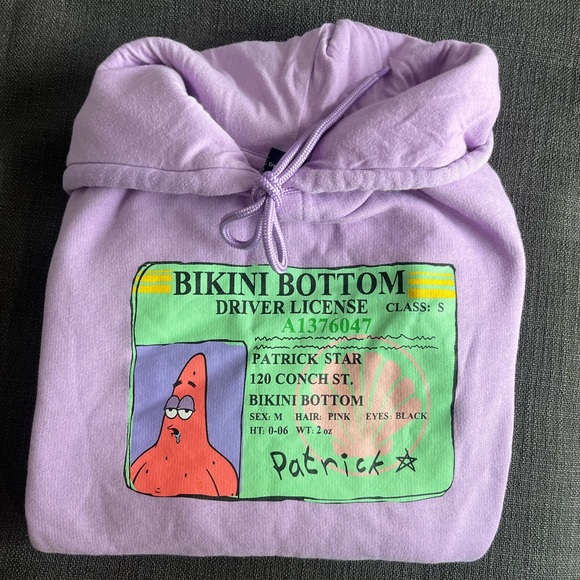 BIKINI BOTTOM
DRIVER LICENSE CLASS: S
A1376047
PATRICK STAR
120 CONCH ST.
BIKINI BOTTOM
SEX: M HAIR: PINK EYES: BLACK
HT: 0-06 WT: 2 oz
Patrick ☆